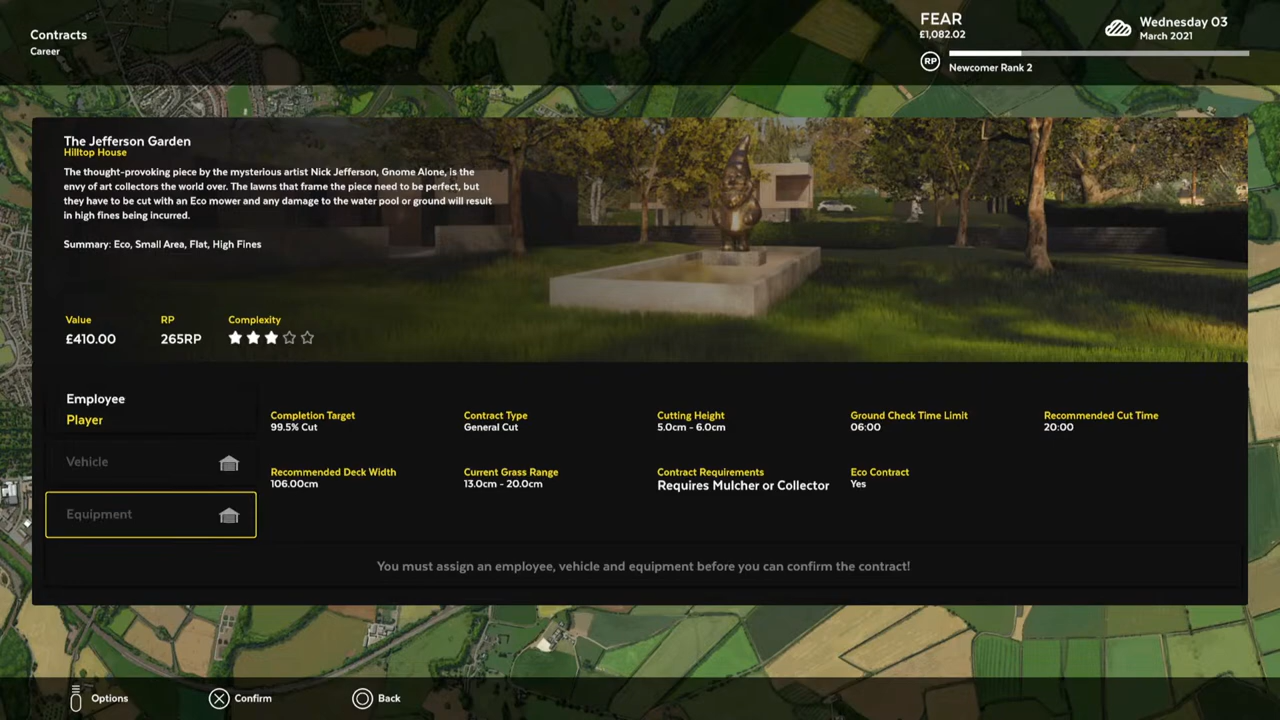 Contracts
Career
FEAR
£1,082.02
Wednesday 03
March 2021
RP
Newcomer Rank 2
The Jefferson Garden
Hilltop House
The thought-provoking piece by the mysterious artist Nick Jefferson, Gnome Alone, is the
envy of art collectors the world over. The lawns that frame the piece need to be perfect, but
they have to be cut with an Eco mower and any damage to the water pool or ground will result
in high fines being incurred.
Summary: Eco, Small Area, Flat, High Fines
Value
RP
Complexity
£410.00
265RP
Employee
Player
Vehicle
Equipment
Completion Target
99.5% Cut
Contract Type
General Cut
Cutting Height
5.0cm - 6.0cm
Ground Check Time Limit
06:00
Recommended Cut Time
20:00
Recommended Deck Width
106.00cm
Current Grass Range
13.0cm - 20.0cm
Contract Requirements
Requires Mulcher or Collector
Eco Contract
Yes
You must assign an employee, vehicle and equipment before you can confirm the contract!
Options
Confirm
Back